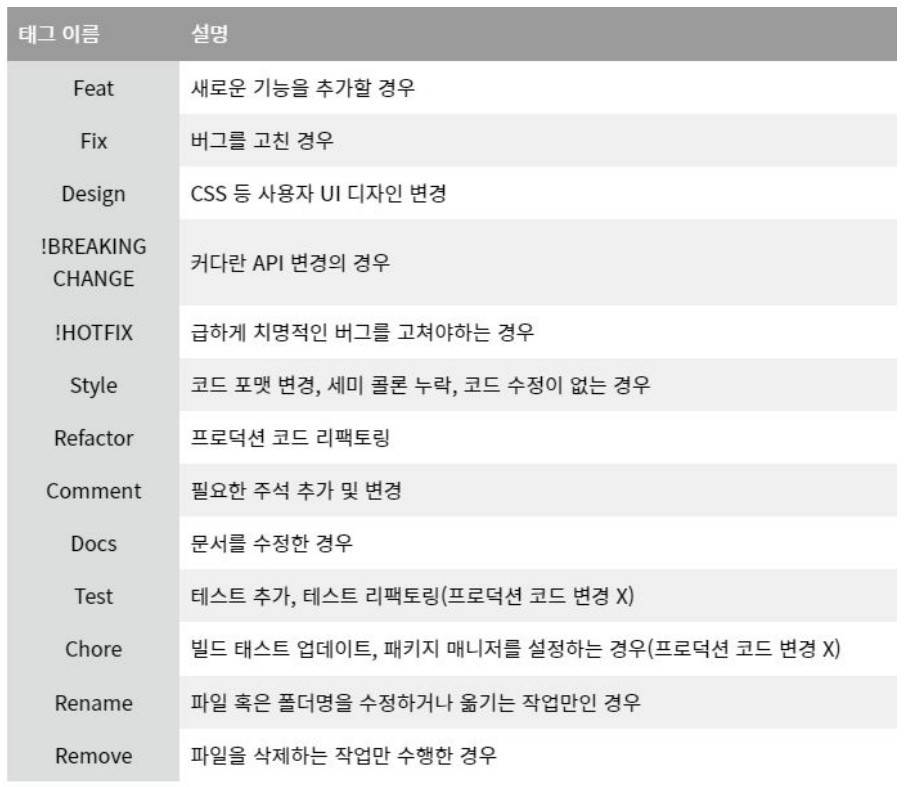 태그 이름 설명
Feat 새로운 기능을 추가할 경우
Fix 버그를 고친 경우
Design CSS 등 사용자 UI 디자인 변경
!BREAKING
CHANGE 커다란 API 변경의 경우
!HOTFIX 급하게 치명적인 버그를 고쳐야하는 경우
Style 코드 포맷 변경, 세미 콜론 누락, 코드 수정이 없는 경우
Refactor 프로덕션 코드 리팩토링
Comment 필요한 주석 추가 및 변경
Docs 문서를 수정한 경우
Test 테스트 추가, 테스트 리팩토링(프로덕션 코드 변경 X)
Chore 빌드 태스트 업데이트, 패키지 매니저를 설정하는 경우(프로덕션 코드 변경 X)
Rename 파일 혹은 폴더명을 수정하거나 옮기는 작업만인 경우
Remove 파일을 삭제하는 작업만 수행한 경우